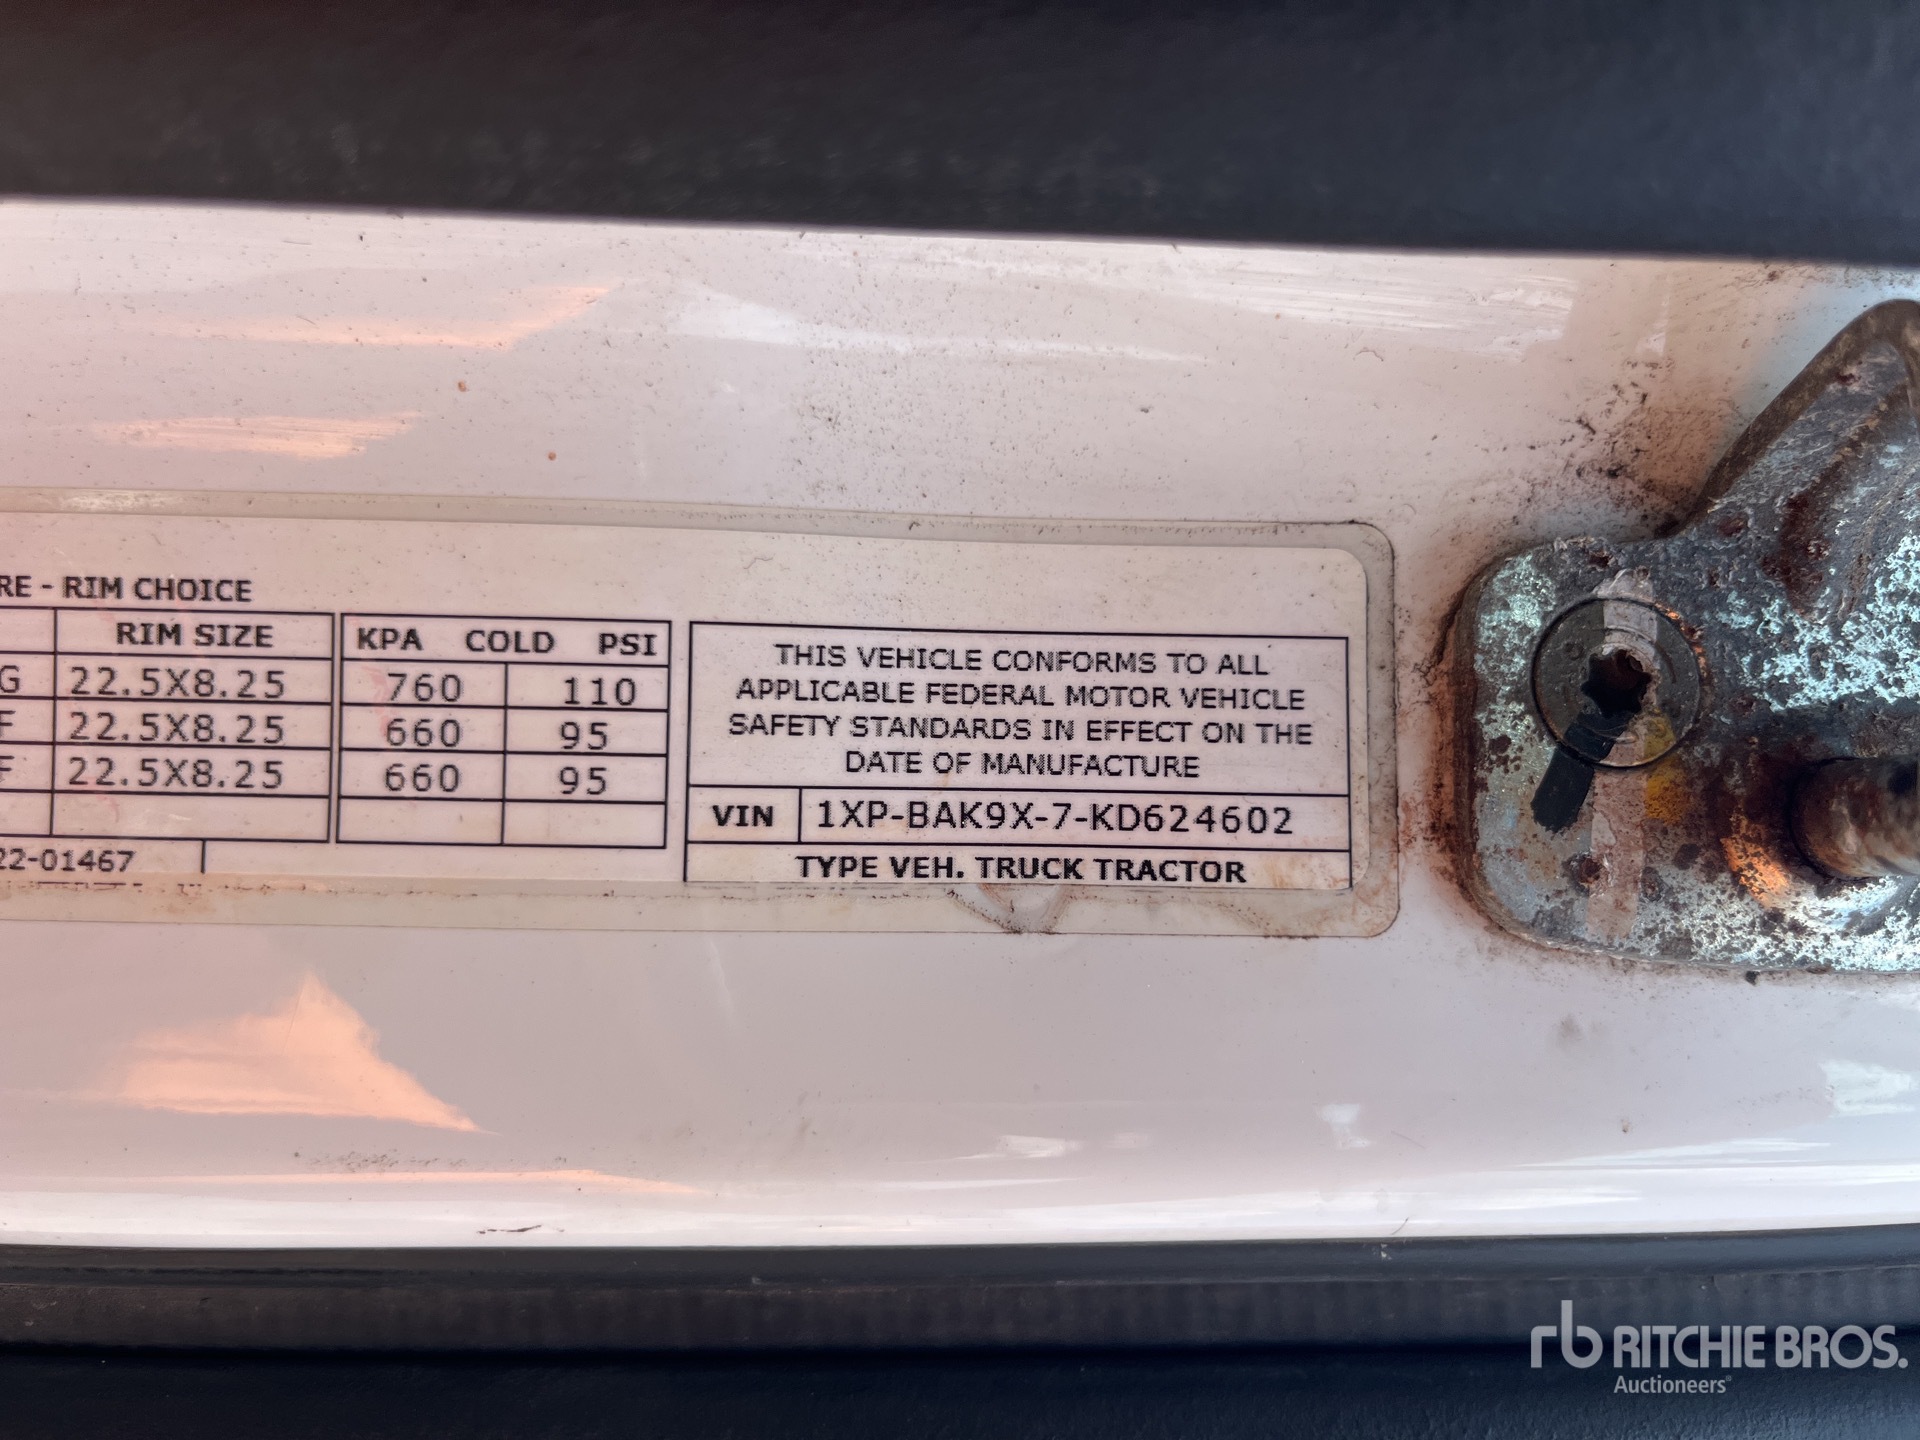 RE - RIM CHOICE
RIM SIZE KPA COLD PSI
G 22.5X8.25 760 110
F 22.5X8.25 660 95
F 22.5X8.25 660 95
22-01467
THIS VEHICLE CONFORMS TO ALL
APPLICABLE FEDERAL MOTOR VEHICLE
SAFETY STANDARDS IN EFFECT ON THE
DATE OF MANUFACTURE
VIN 1XP-BAK9X-7-KD624602
TYPE VEH. TRUCK TRACTOR
rb RITCHIE BROS.
Auctioneers®